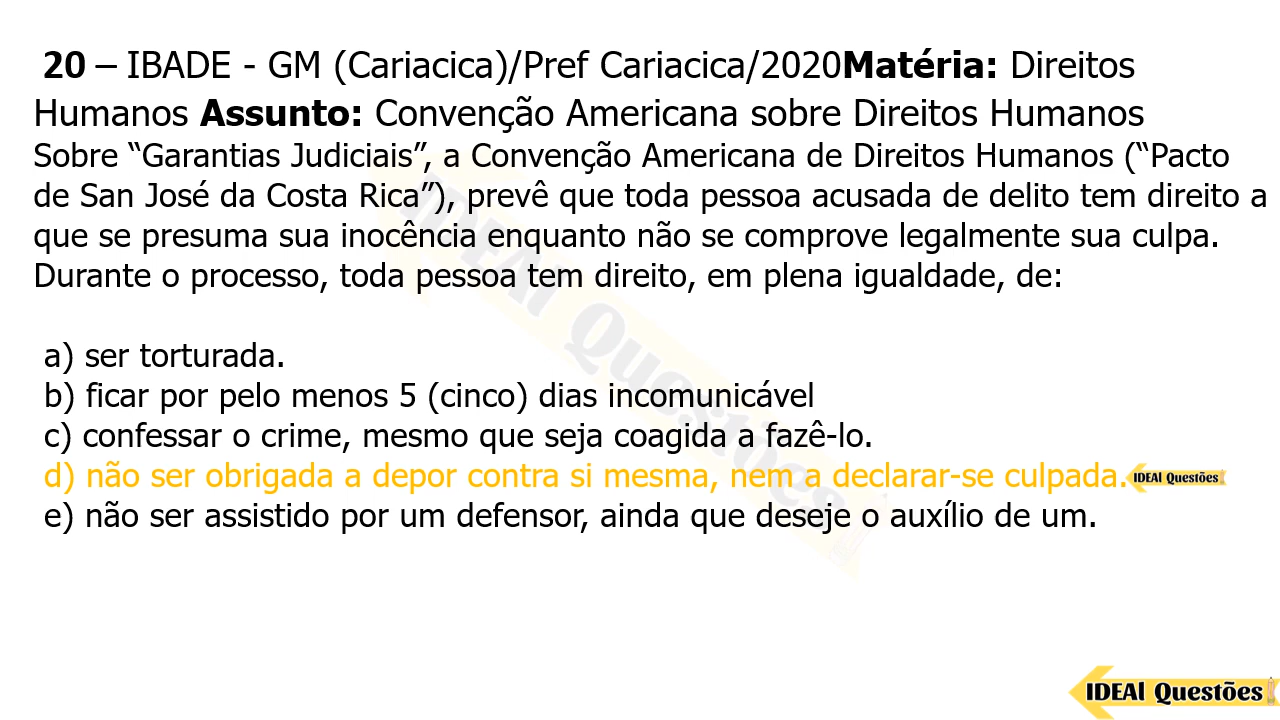 20 – IBADE - GM (Cariacica)/Pref Cariacica/2020Matéria: Direitos
Humanos Assunto: Convenção Americana sobre Direitos Humanos
Sobre “Garantias Judiciais”, a Convenção Americana de Direitos Humanos (“Pacto
de San José da Costa Rica”), prevê que toda pessoa acusada de delito tem direito a
que se presuma sua inocência enquanto não se comprove legalmente sua culpa.
Durante o processo, toda pessoa tem direito, em plena igualdade, de:
a) ser torturada.
b) ficar por pelo menos 5 (cinco) dias incomunicável
c) confessar o crime, mesmo que seja coagida a fazê-lo.
d) não ser obrigada a depor contra si mesma, nem a declarar-se culpada. IDEAl Questões
e) não ser assistido por um defensor, ainda que deseje o auxílio de um.
IDEAl Questões
IDEAl Questões